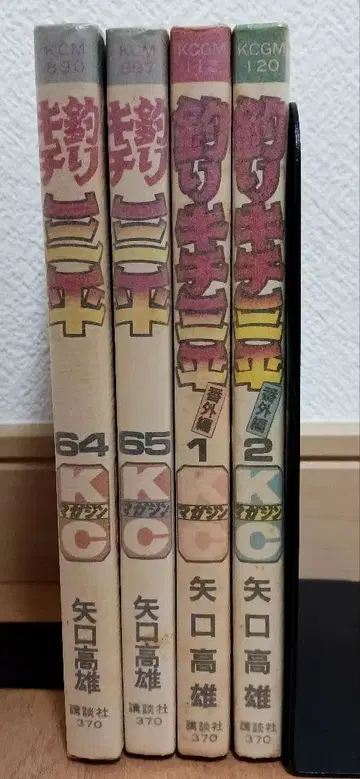 KCM
890
釣りキチ
三平
64
KC
マガジン
矢口高雄
講談社
370
KCM
897
釣りキチ
三平
65
KC
マガジン
矢口高雄
講談社
370
KCGM
112
釣りキチ三平
番外編
1
KC
マガジン
矢口高雄
講談社
370
KCGM
120
釣りキチ三平
番外編
2
KC
マガジン
矢口高雄
講談社
370